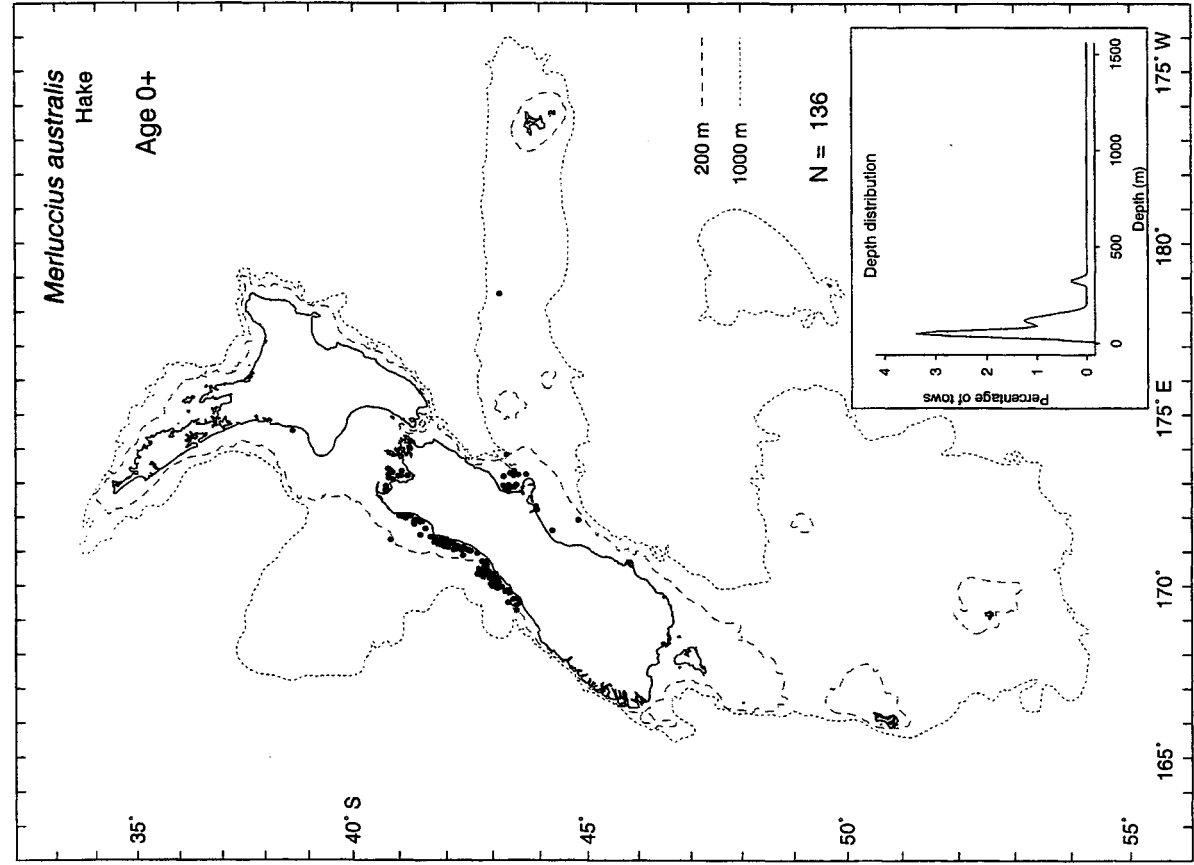 Merluccius australis
Hake
Age 0+
200 m
1000 m
N = 136
Depth distribution
Percentage of tows
4
3
2
1
0
0
500
1000
1500
Depth (m)
35°
40° S
45°
50°
55°
165°
170°
175° E
180°
175° W